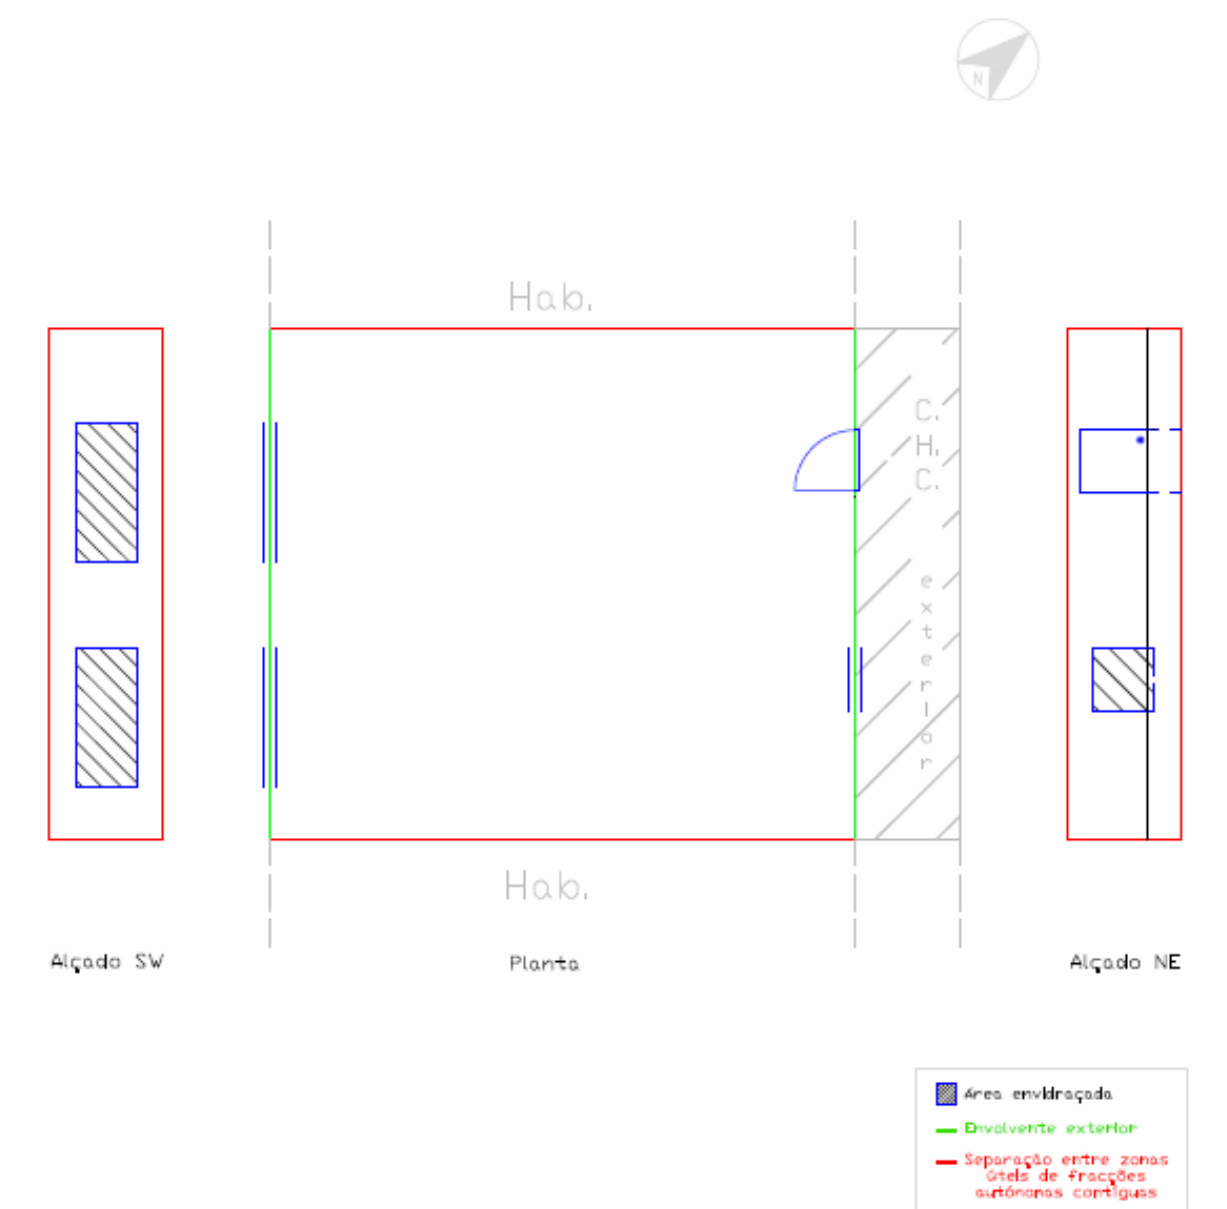 N
Hab.
C.
H.
C.
exterior
Hab.
Alçado SW
Planta
Alçado NE
Área envidraçada
Envolvente exterior
Separação entre zonas
úteis de fracções
autónomas contíguas